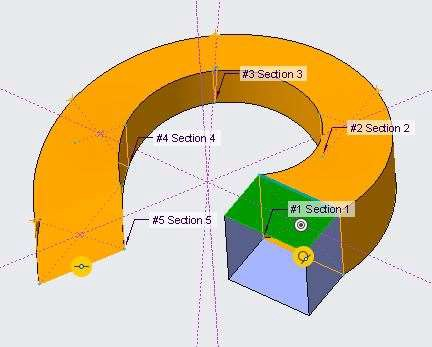 #3 Section 3
#2 Section 2
#4 Section 4
#1 Section 1
#5 Section 5